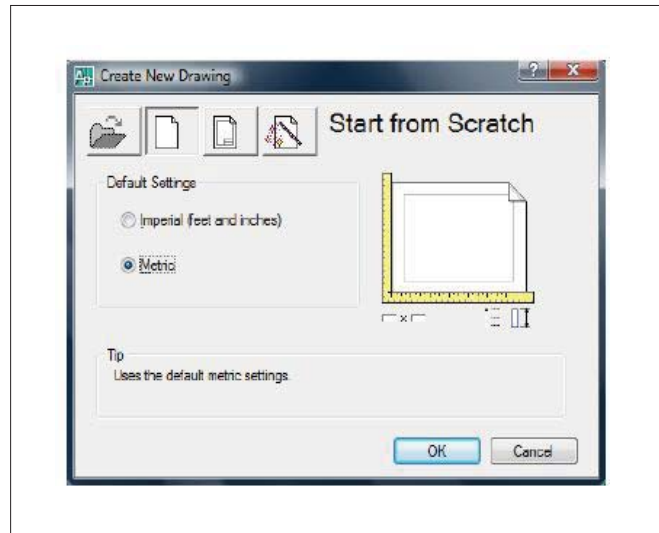 Create New Drawing
Start from Scratch
Default Settings
Imperial (feet and inches)
Metric
Tip
Uses the default metric settings.
OK
Cancel